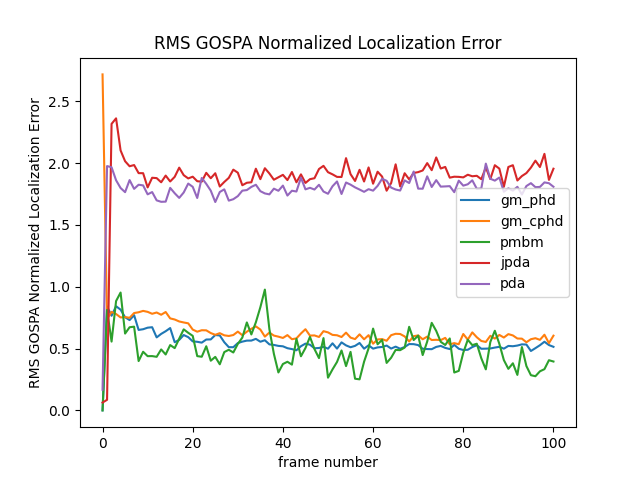 RMS GOSPA Normalized Localization Error
RMS GOSPA Normalized Localization Error
2.5
2.0
1.5
1.0
0.5
0.0
gm_phd
gm_cphd
pmbm
jpda
pda
0 20 40 60 80 100
frame number